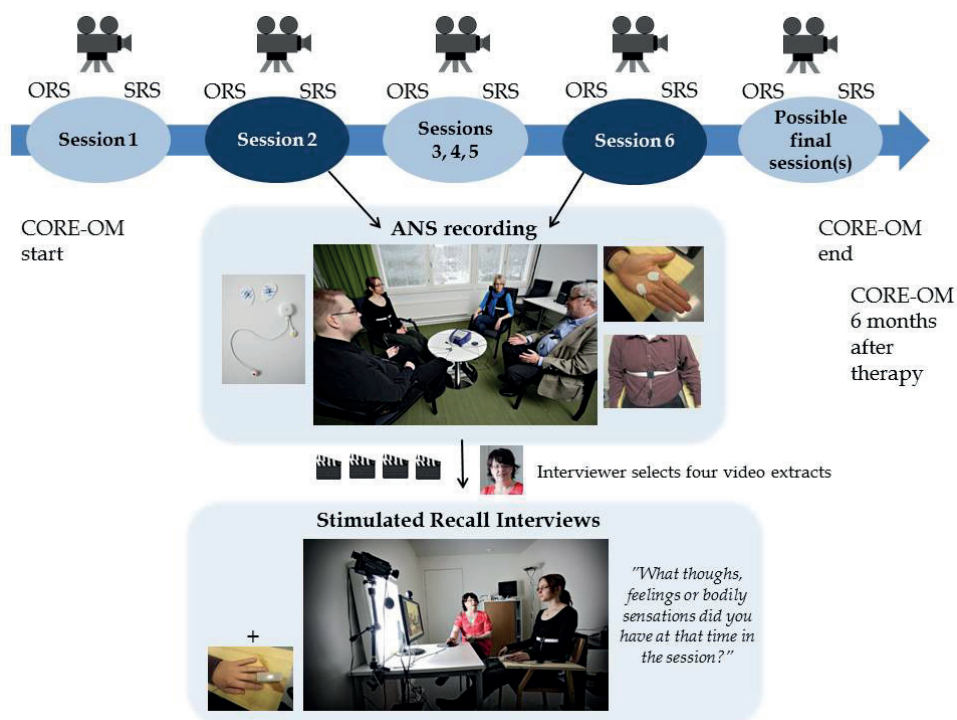 ORS SRS ORS SRS ORS SRS ORS SRS ORS SRS
Session 1
Session 2
Sessions
3, 4, 5
Session 6
Possible
final
session(s)
CORE-OM
start
ANS recording
CORE-OM
end
CORE-OM
6 months
after
therapy
Interviewer selects four video extracts
Stimulated Recall Interviews
"What thoughs,
feelings or bodily
sensations did you
have at that time in
the session?"
+